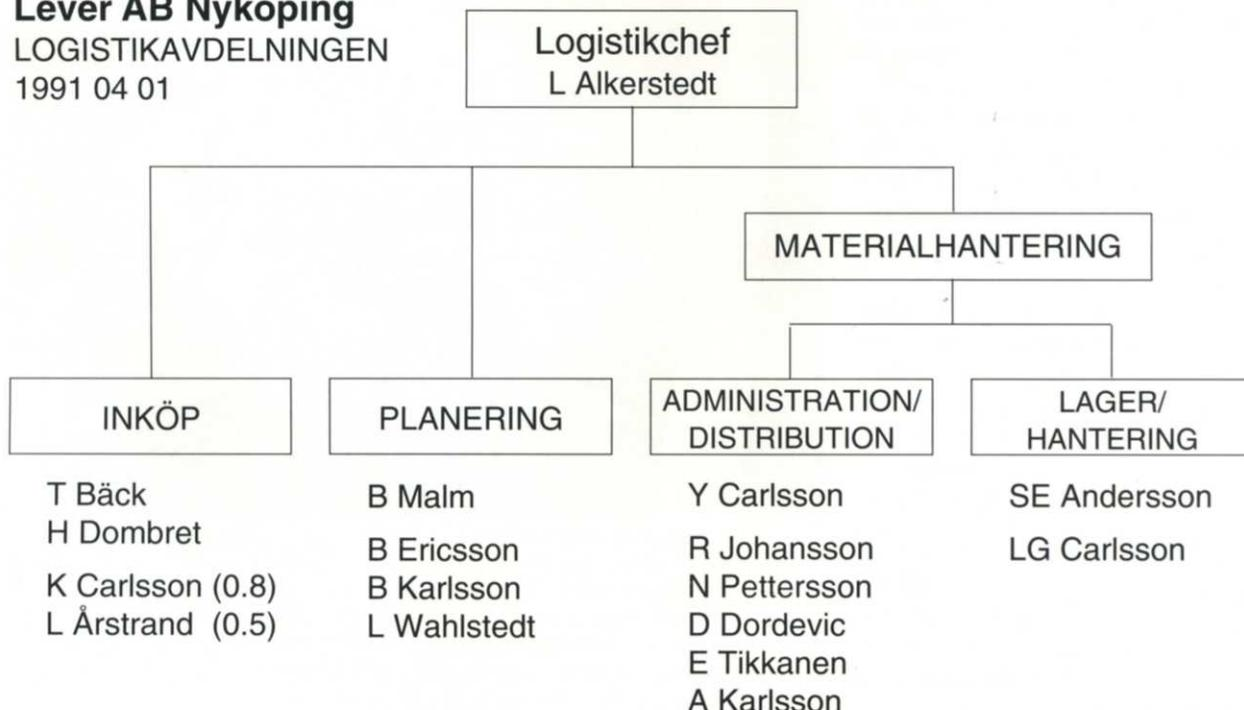 Lever AB Nyköping
LOGISTIKAVDELNINGEN
1991 04 01
Logistikchef
L Alkerstedt
MATERIALHANTERING
INKÖP
T Bäck
H Dombret
K Carlsson (0.8)
L Årstrand (0.5)
PLANERING
B Malm
B Ericsson
B Karlsson
L Wahlstedt
ADMINISTRATION/
DISTRIBUTION
Y Carlsson
R Johansson
N Pettersson
D Dordevic
E Tikkanen
A Karlsson
LAGER/
HANTERING
SE Andersson
LG Carlsson